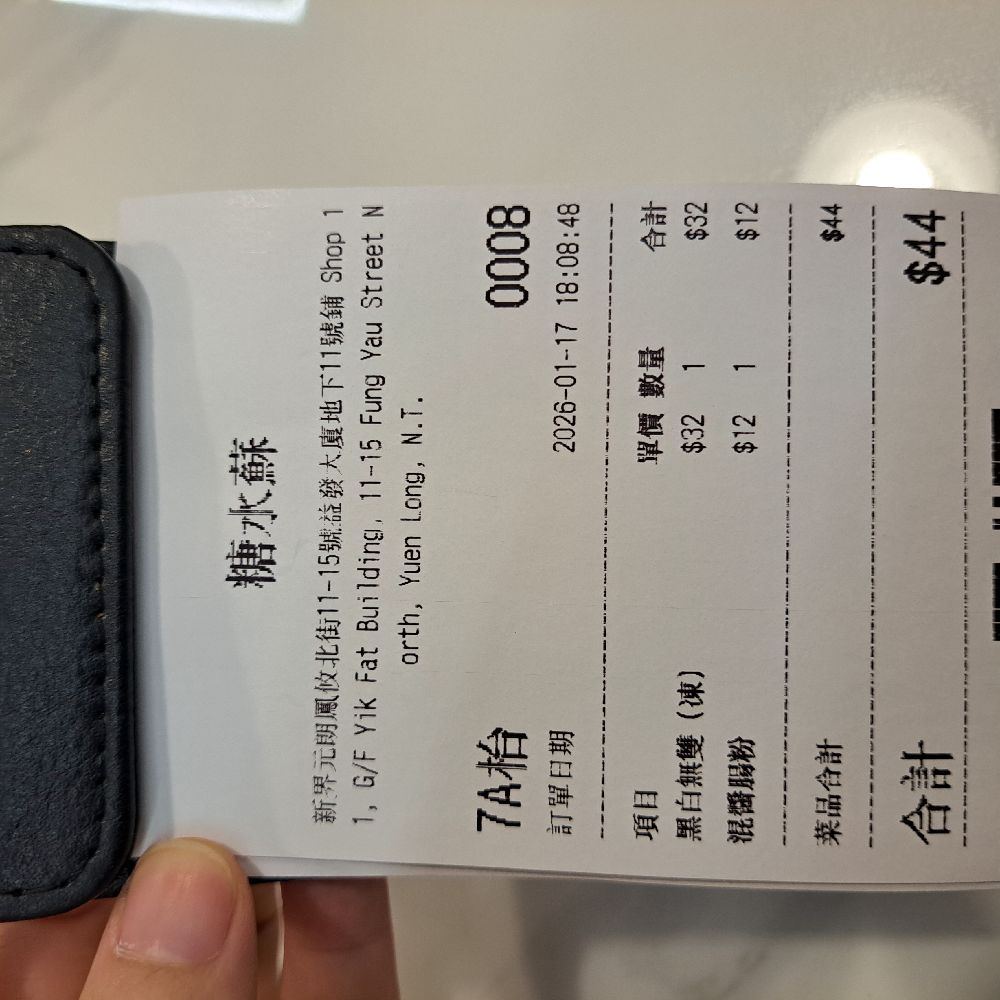 糖水蘇
新界元朗鳳攸北街11-15號益發大廈地下11號鋪 Shop 1
1, G/F Yik Fat Building, 11-15 Fung Yau Street N
orth, Yuen Long, N.T.
7A枱 0008
訂單日期 2026-01-17 18:08:48
項目 單價 數量 合計
黑白無雙(凍) $32 1 $32
混醬腸粉 $12 1 $12
菜品合計 $44
合計 $44